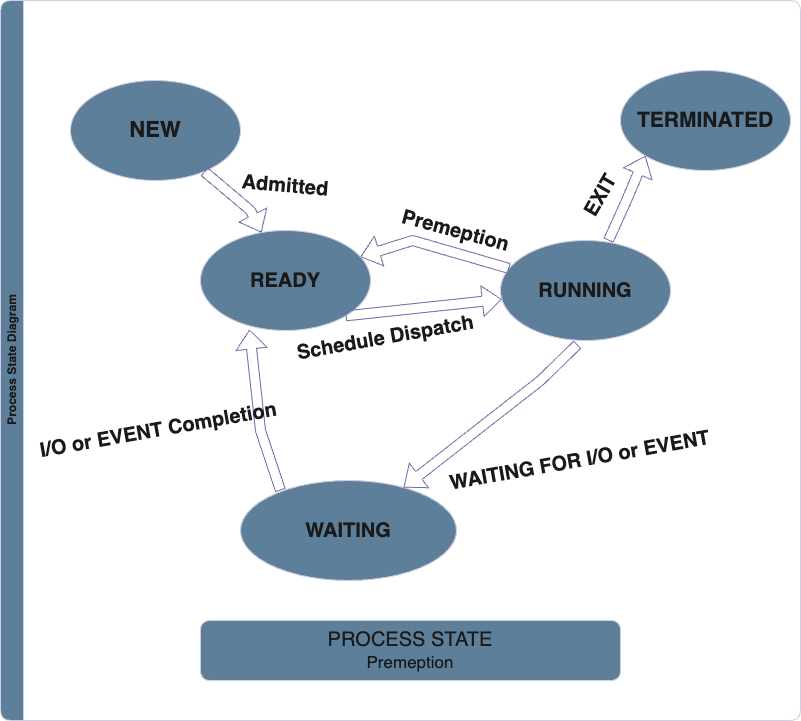 Process State Diagram
NEW
TERMINATED
Admitted
EXIT
Premeption
READY
RUNNING
Schedule Dispatch
I/O or EVENT Completion
WAITING FOR I/O or EVENT
WAITING
PROCESS STATE
Premeption